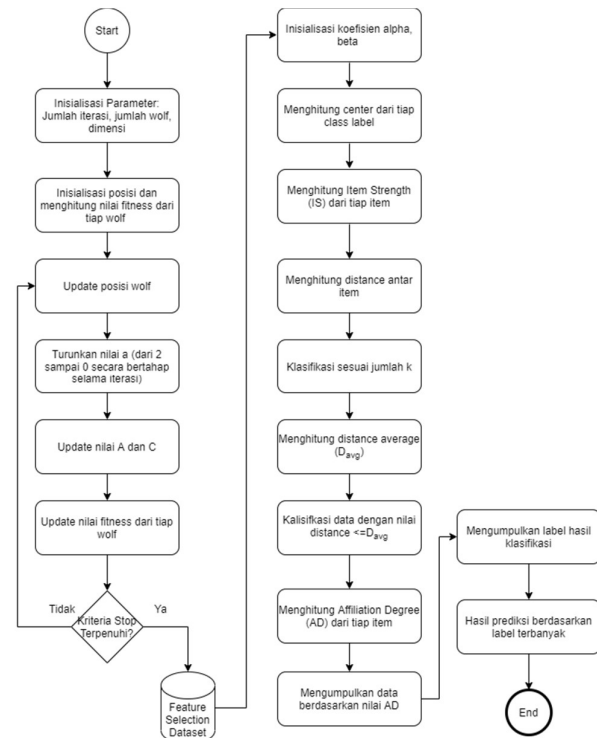 Start
Inisialisasi Parameter:
Jumlah iterasi, jumlah wolf,
dimensi
Inisialisasi posisi dan
menghitung nilai fitness dari
tiap wolf
Update posisi wolf
Turunkan nilai a (dari 2
sampai 0 secara bertahap
selama iterasi)
Update nilai A dan C
Update nilai fitness dari tiap
wolf
Tidak
Kriteria Stop
Terpenuhi?
Ya
Feature
Selection
Dataset
Inisialisasi koefisien alpha,
beta
Menghitung center dari tiap
class label
Menghitung Item Strength
(IS) dari tiap item
Menghitung distance antar
item
Klasifikasi sesuai jumlah k
Menghitung distance average
(Davg)
Kalisifkasi data dengan nilai
distance <=Davg
Menghitung Affiliation Degree
(AD) dari tiap item
Mengumpulkan data
berdasarkan nilai AD
Mengumpulkan label hasil
klasifikasi
Hasil prediksi berdasarkan
label terbanyak
End